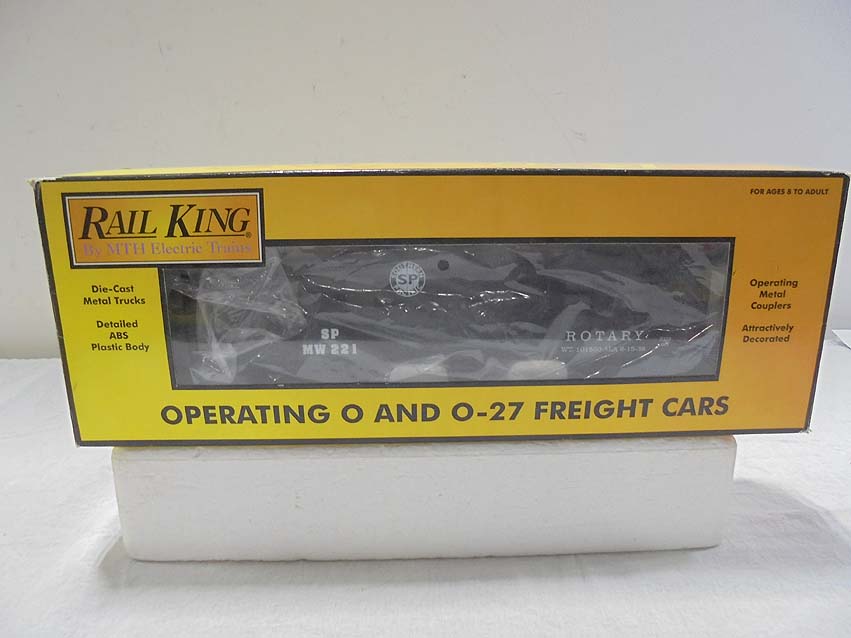 FOR AGES 8 TO ADULT
RAIL KING®
By MTH Electric Trains
Die-Cast
Metal Trucks
Detailed
ABS
Plastic Body
SP
SP
MW 221
ROTARY
Operating
Metal
Couplers
Attractively
Decorated
OPERATING O AND O-27 FREIGHT CARS